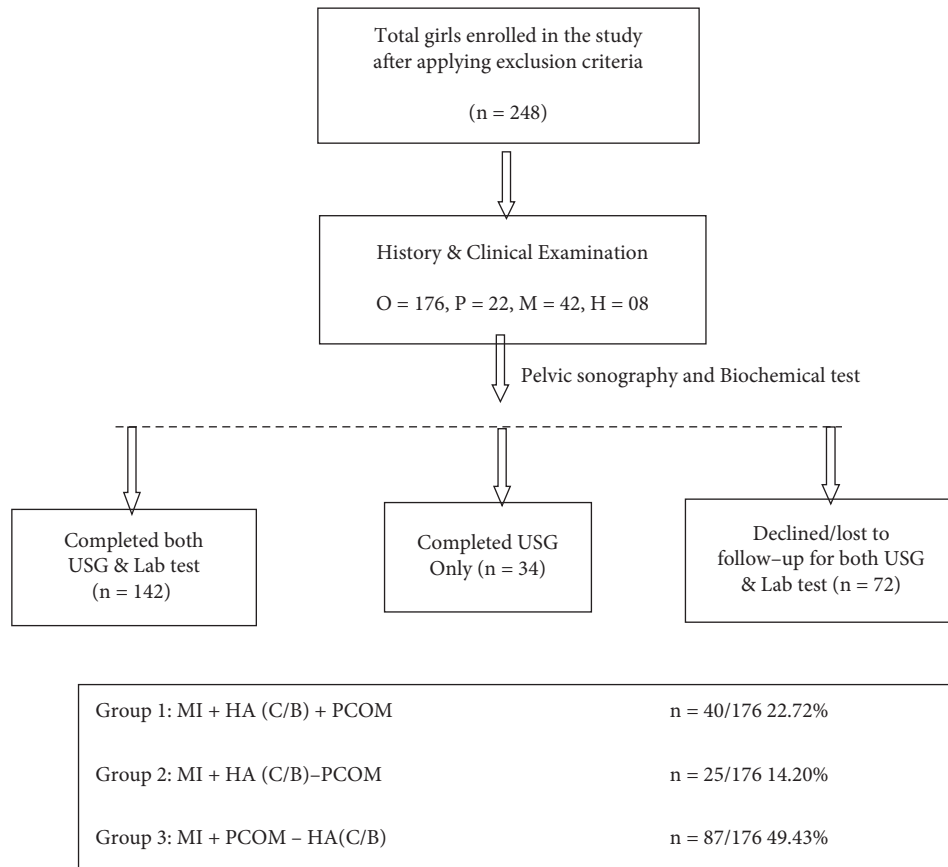 Total girls enrolled in the study
after applying exclusion criteria
(n = 248)
History & Clinical Examination
O = 176, P = 22, M = 42, H = 08
Pelvic sonography and Biochemical test
Completed both
USG & Lab test
(n = 142)
Completed USG
Only (n = 34)
Declined/lost to
follow–up for both USG
& Lab test (n = 72)
Group 1: MI + HA (C/B) + PCOM n = 40/176 22.72%
Group 2: MI + HA (C/B)–PCOM n = 25/176 14.20%
Group 3: MI + PCOM – HA(C/B) n = 87/176 49.43%